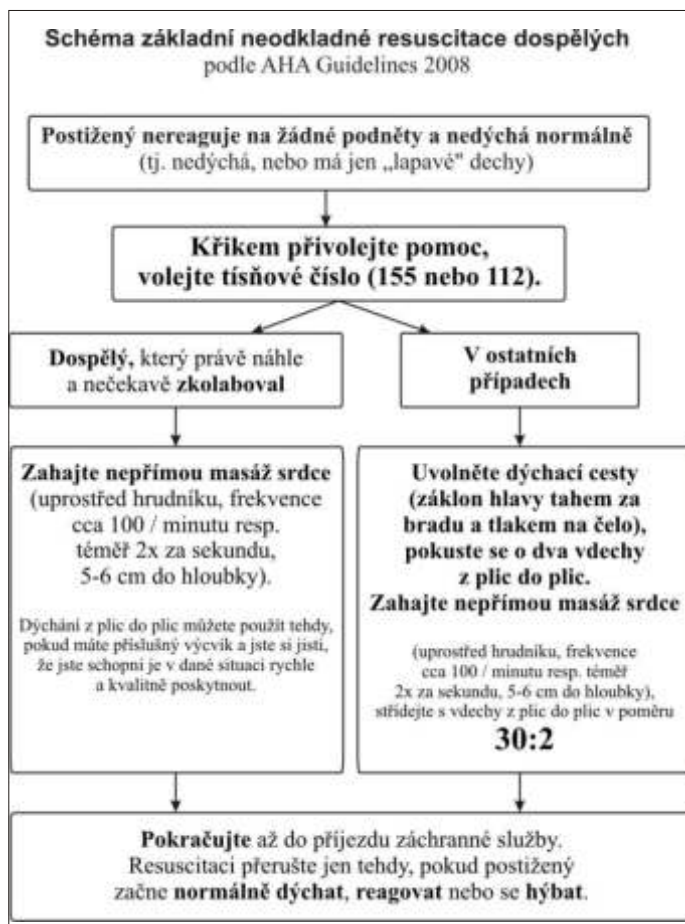 Schéma základní neodkladné resuscitace dospělých
podle AHA Guidelines 2008
Postižený nereaguje na žádné podněty a nedýchá normálně
(tj. nedýchá, nebo má jen „lapavé" dechy)
Křikem přivolejte pomoc,
volejte tísňové číslo (155 nebo 112).
Dospělý, který právě náhle
a nečekavě zkolaboval
V ostatních
případech
Zahajte nepřímou masáž srdce
(uprostřed hrudníku, frekvence
cca 100 / minutu resp.
téměř 2x za sekundu,
5-6 cm do hloubky).
Dýchání z plic do plic můžete použít tehdy,
pokud máte příslušný výcvik a jste si jisti,
že jste schopni je v dané situaci rychle
a kvalitně poskytnout.
Uvolněte dýchací cesty
(záklon hlavy tahem za
bradu a tlakem na čelo),
pokuste se o dva vdechy
z plic do plic.
Zahajte nepřímou masáž srdce
(uprostřed hrudníku, frekvence
cca 100 / minutu resp. téměř
2x za sekundu, 5-6 cm do hloubky),
střídejte s vdechy z plic do plic v poměru
30:2
Pokračujte až do příjezdu záchranné služby.
Resuscitaci přerušte jen tehdy, pokud postižený
začne normálně dýchat, reagovat nebo se hýbat.